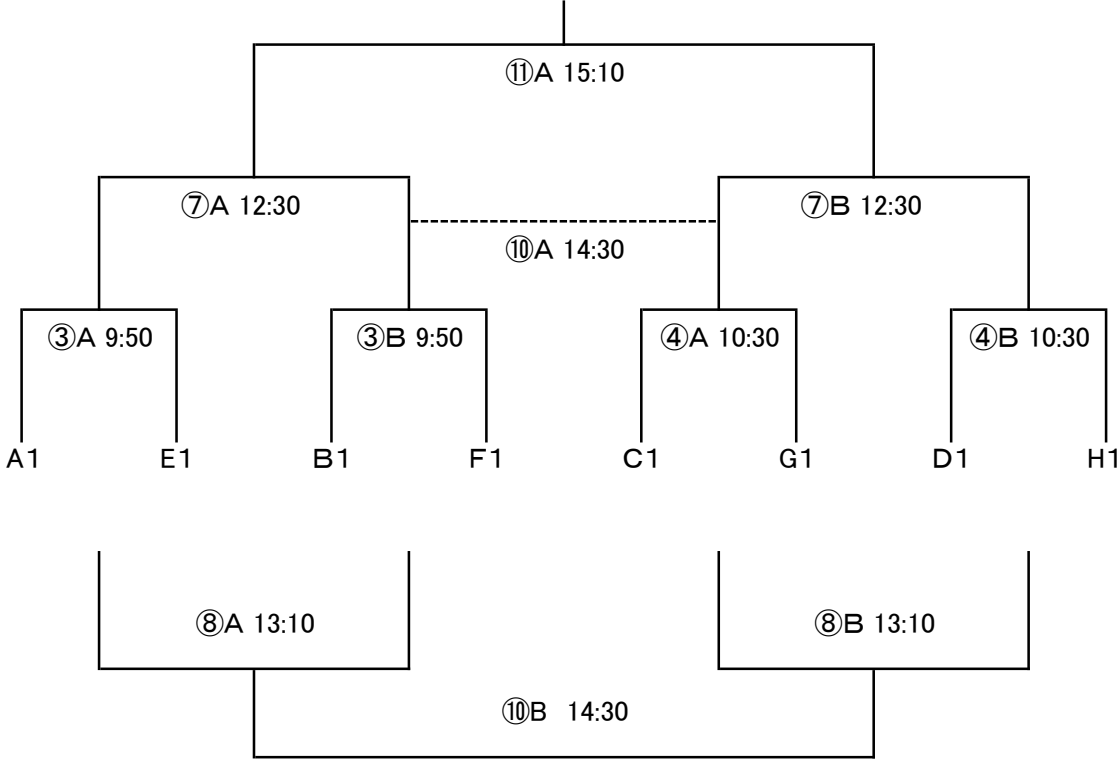 ⑪A 15:10
⑦A 12:30
⑦B 12:30
⑩A 14:30
③A 9:50
③B 9:50
④A 10:30
④B 10:30
A1
E1
B1
F1
C1
G1
D1
H1
⑧A 13:10
⑧B 13:10
⑩B 14:30